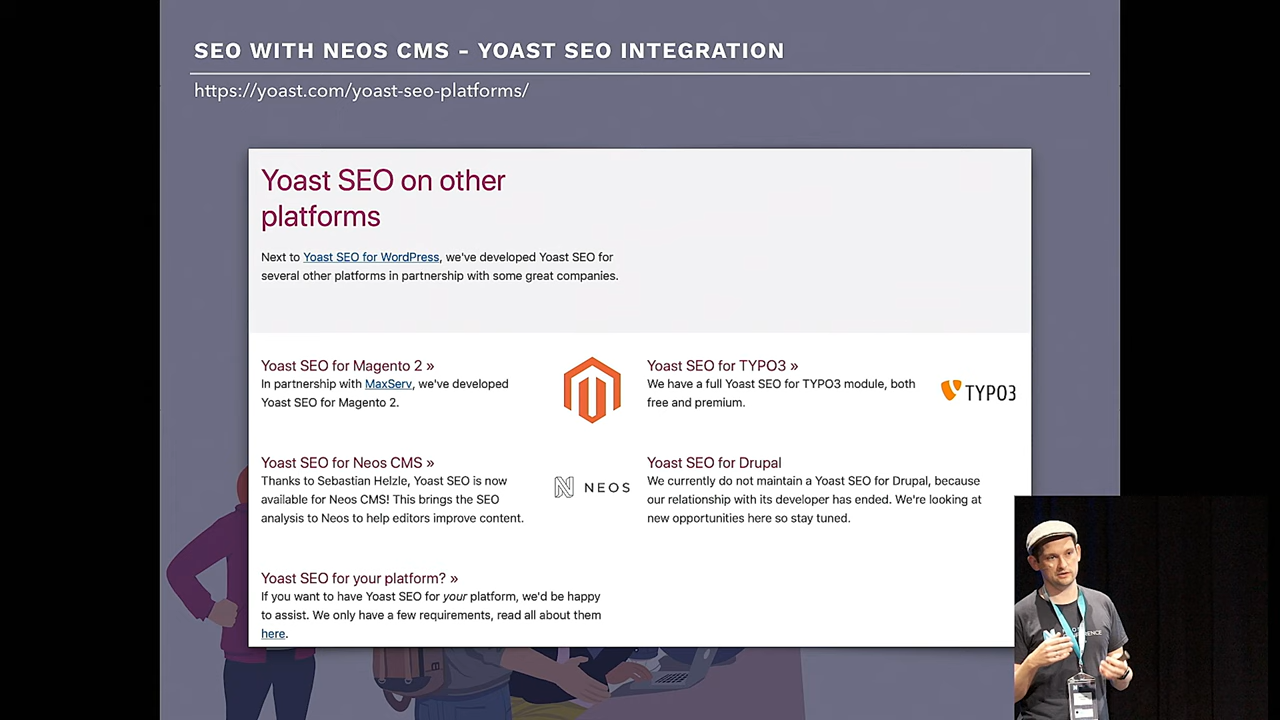 SEO WITH NEOS CMS – YOAST SEO INTEGRATION
https://yoast.com/yoast-seo-platforms/
Yoast SEO on other
platforms
Next to Yoast SEO for WordPress, we've developed Yoast SEO for
several other platforms in partnership with some great companies.
Yoast SEO for Magento 2 »
In partnership with MaxServ, we've developed
Yoast SEO for Magento 2.
Yoast SEO for TYPO3 »
We have a full Yoast SEO for TYPO3 module, both
free and premium.
TYPO3
Yoast SEO for Neos CMS »
Thanks to Sebastian Helzle, Yoast SEO is now
available for Neos CMS! This brings the SEO
analysis to Neos to help editors improve content.
NEOS
Yoast SEO for Drupal
We currently do not maintain a Yoast SEO for Drupal, because
our relationship with its developer has ended. We're looking at
new opportunities here so stay tuned.
Yoast SEO for your platform? »
If you want to have Yoast SEO for your platform, we'd be happy
to assist. We only have a few requirements, read all about them
here.